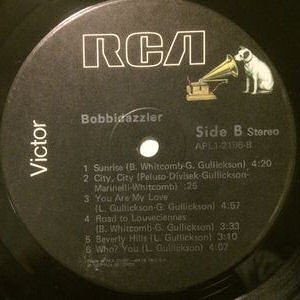 RCA
Victor
Bobbidazzler
Side B Stereo
APL1-2196-B
1 Sunrise (B. Whitcomb-G. Gullickson) 4:20
2 City, City (Peluso-Divisek-Gullickson-
Marinelli-Whitcomb) :25
3 You Are My Love
(L. Gullickson-G. Gullickson) 4:57
4 Road to Louveciennes
(B. Whitcomb-G. Gullickson) 3:33
5 Beverly Hills (L. Gullickson) 3:10
6 Who? You (L. Gullickson) 6:07